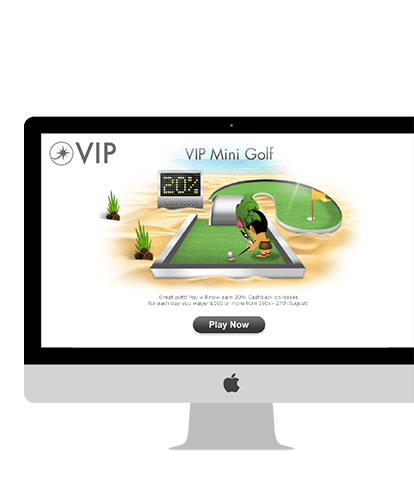 VIP
VIP Mini Golf
20%
Great putt! You will now earn 20% Cashback on losses
for each day you wager £100 or more from 19th - 27th August!
Play Now